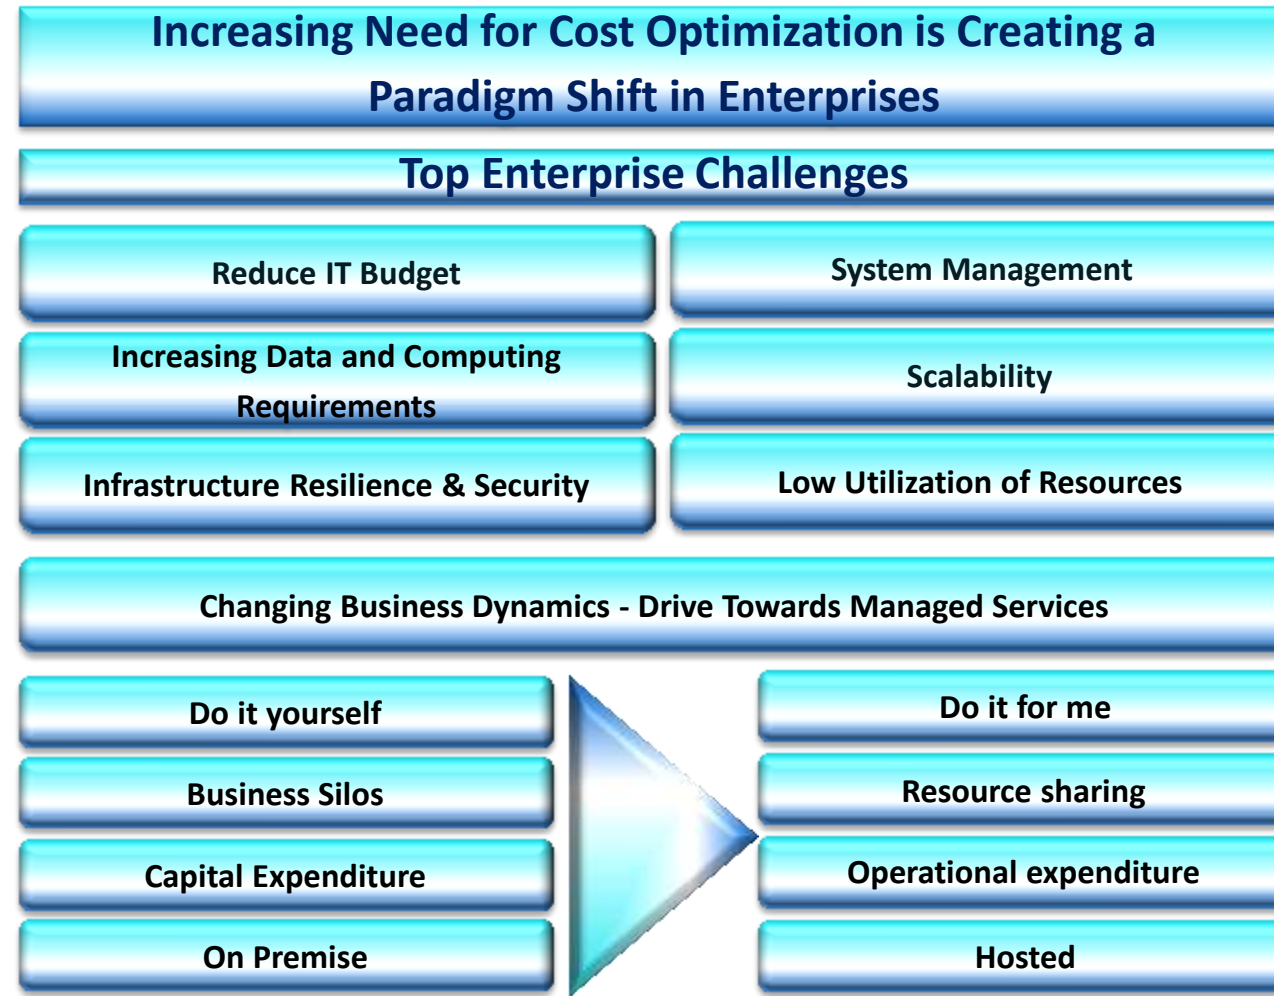 Increasing Need for Cost Optimization is Creating a
Paradigm Shift in Enterprises
Top Enterprise Challenges
Reduce IT Budget
System Management
Increasing Data and Computing
Requirements
Scalability
Infrastructure Resilience & Security
Low Utilization of Resources
Changing Business Dynamics - Drive Towards Managed Services
Do it yourself
Do it for me
Business Silos
Resource sharing
Capital Expenditure
Operational expenditure
On Premise
Hosted